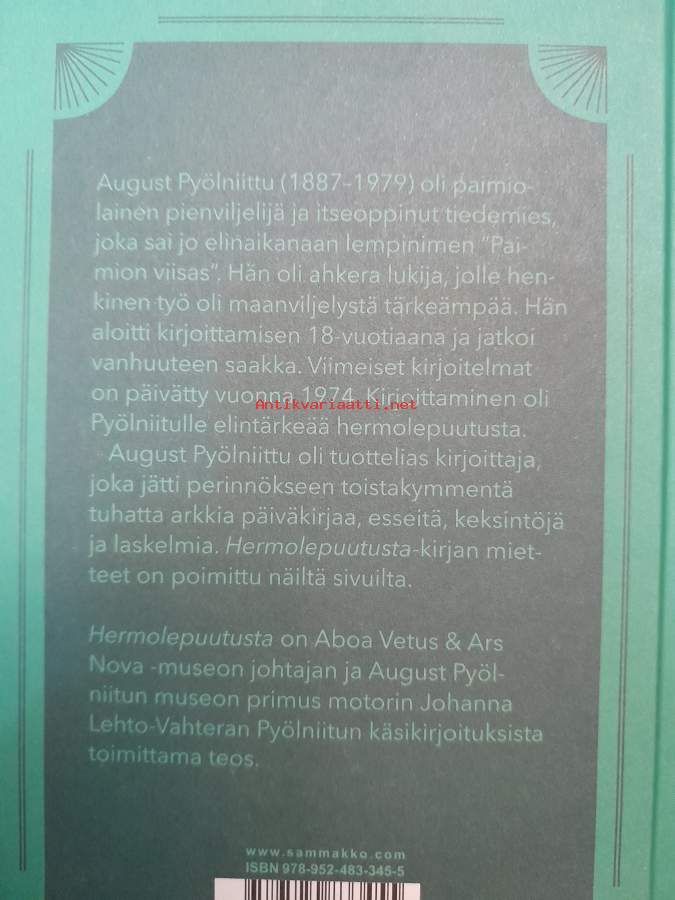 August Pyölniittu (1887–1979) oli paimio-
lainen pienviljelijä ja itseoppinut tiedemies,
joka sai jo elinaikanaan lempinimen ”Pai-
mion viisas”. Hän oli ahkera lukija, jolle hen-
kinen työ oli maanviljelystä tärkeämpää. Hän
aloitti kirjoittamisen 18-vuotiaana ja jatkoi
vanhuuteen saakka. Viimeiset kirjoitelmat
on päivätty vuonna 1974. Kirjoittaminen oli
Antikvariaatti.net
Pyölniitulle elintärkeää hermolepuutusta.
August Pyölniittu oli tuottelias kirjoittaja,
joka jätti perinnökseen toistakymmentä
tuhatta arkkia päiväkirjaa, esseitä, keksintöjä
ja laskelmia. Hermolepuutusta-kirjan miet-
teet on poimittu näiltä sivuilta.
Hermolepuutusta on Aboa Vetus & Ars
Nova -museon johtajan ja August Pyöl-
niitun museon primus motorin Johanna
Lehto-Vahteran Pyölniitun käsikirjoituksista
toimittama teos.
www.sammakko.com
ISBN 978-952-483-345-5